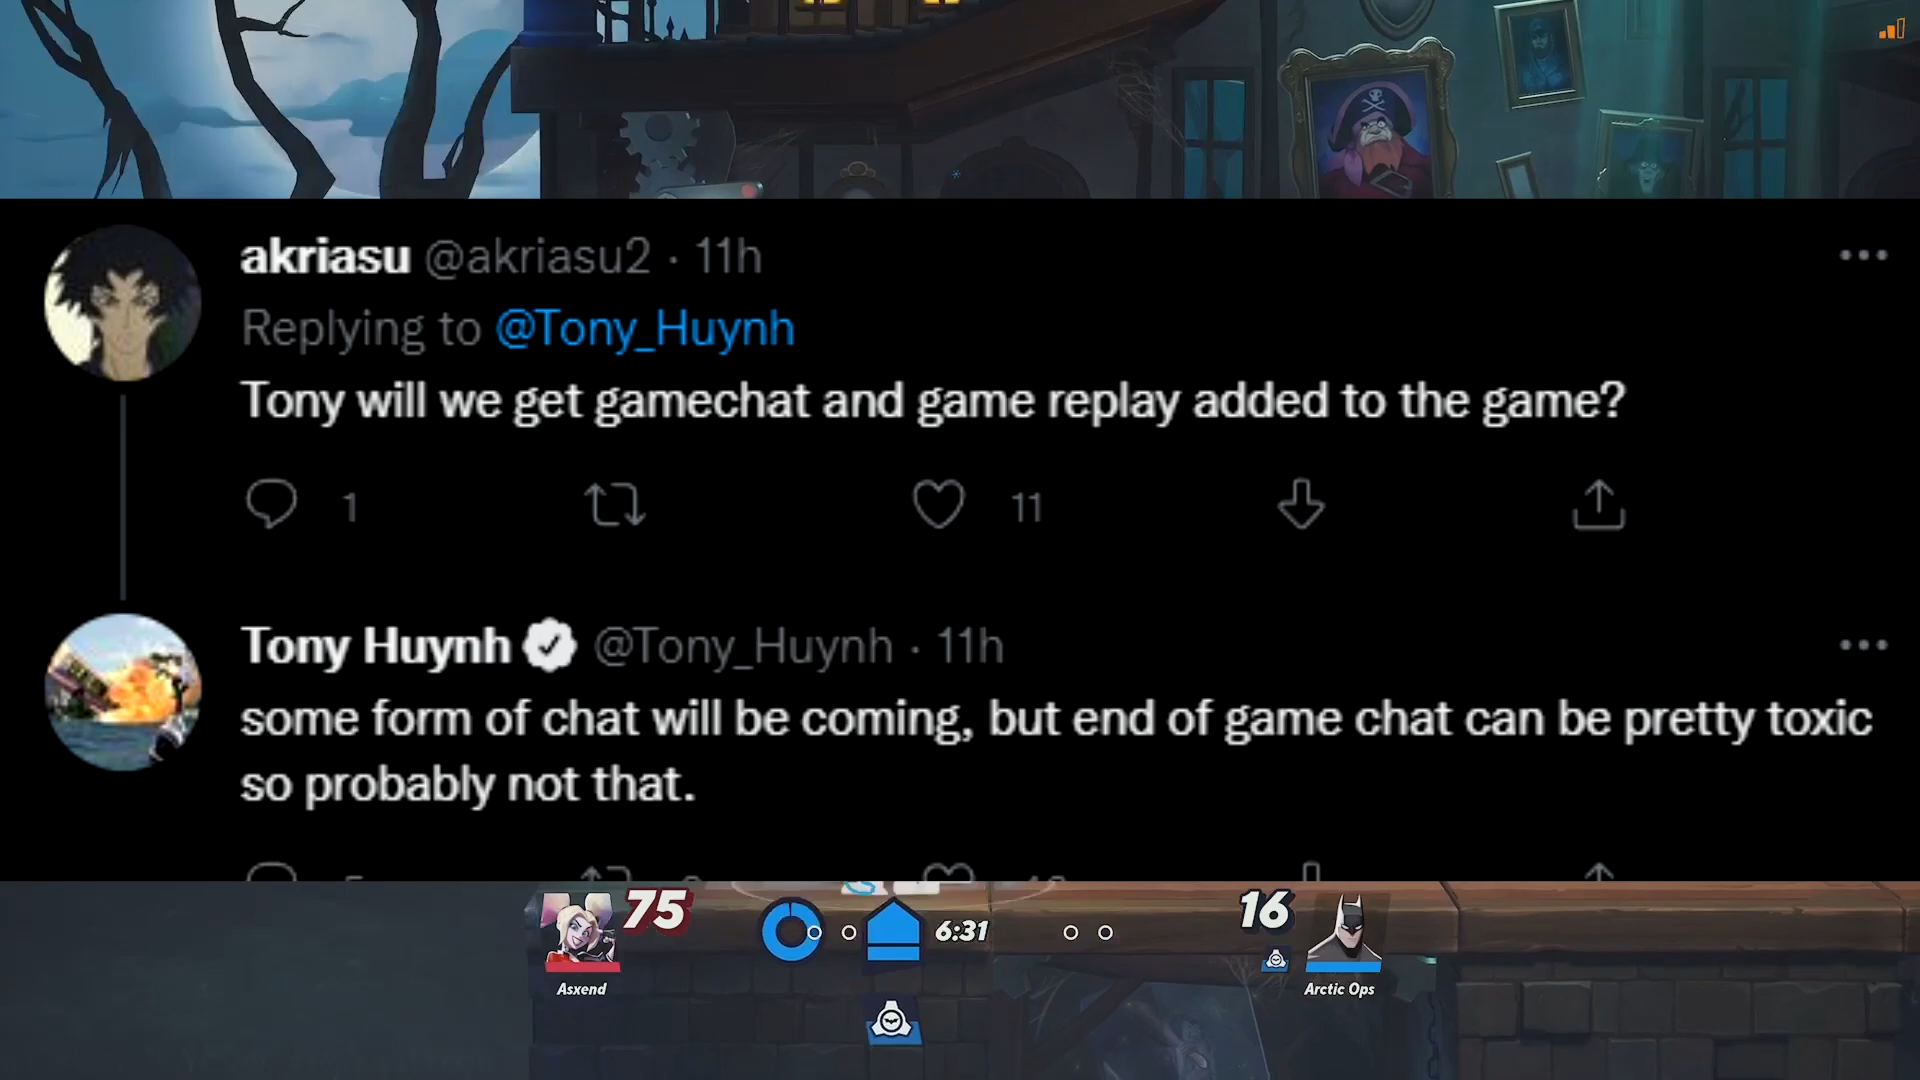 akriasu @akriasu2 · 11h
Replying to @Tony_Huynh
Tony will we get gamechat and game replay added to the game?
1 11
Tony Huynh @Tony_Huynh · 11h
some form of chat will be coming, but end of game chat can be pretty toxic
so probably not that.
75 6:31 16
Asxend Arctic Ops